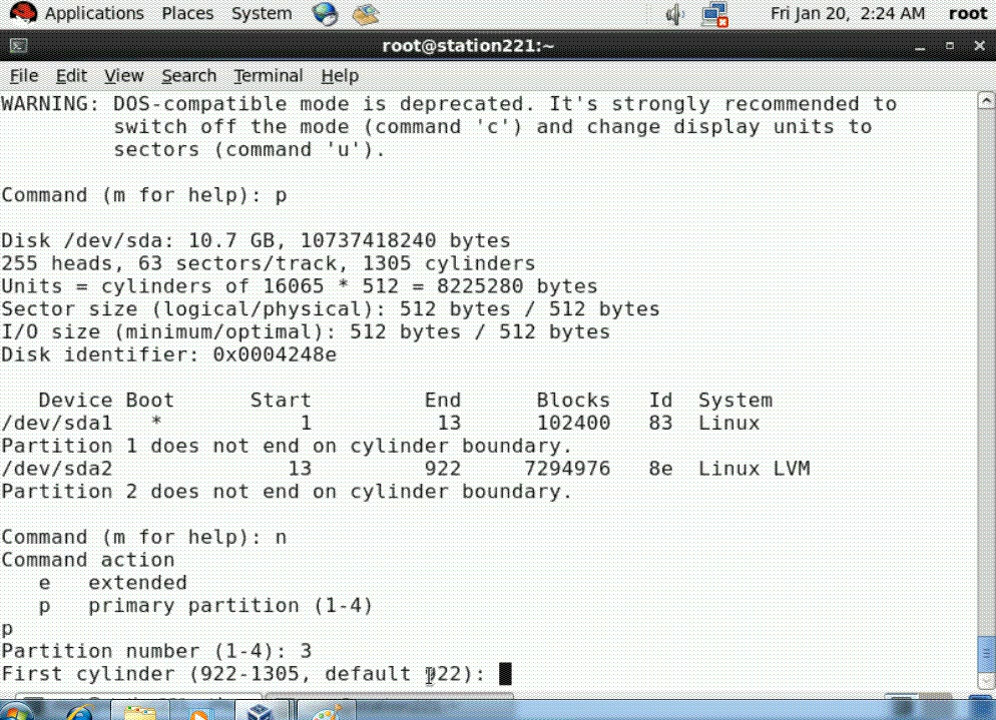 Applications Places System Fri Jan 20, 2:24 AM root
root@station221:~
File Edit View Search Terminal Help
WARNING: DOS-compatible mode is deprecated. It's strongly recommended to
switch off the mode (command 'c') and change display units to
sectors (command 'u').
Command (m for help): p
Disk /dev/sda: 10.7 GB, 10737418240 bytes
255 heads, 63 sectors/track, 1305 cylinders
Units = cylinders of 16065 * 512 = 8225280 bytes
Sector size (logical/physical): 512 bytes / 512 bytes
I/O size (minimum/optimal): 512 bytes / 512 bytes
Disk identifier: 0x0004248e
Device Boot Start End Blocks Id System
/dev/sda1 * 1 13 102400 83 Linux
Partition 1 does not end on cylinder boundary.
/dev/sda2 13 922 7294976 8e Linux LVM
Partition 2 does not end on cylinder boundary.
Command (m for help): n
Command action
e extended
p primary partition (1-4)
p
Partition number (1-4): 3
First cylinder (922-1305, default 922):